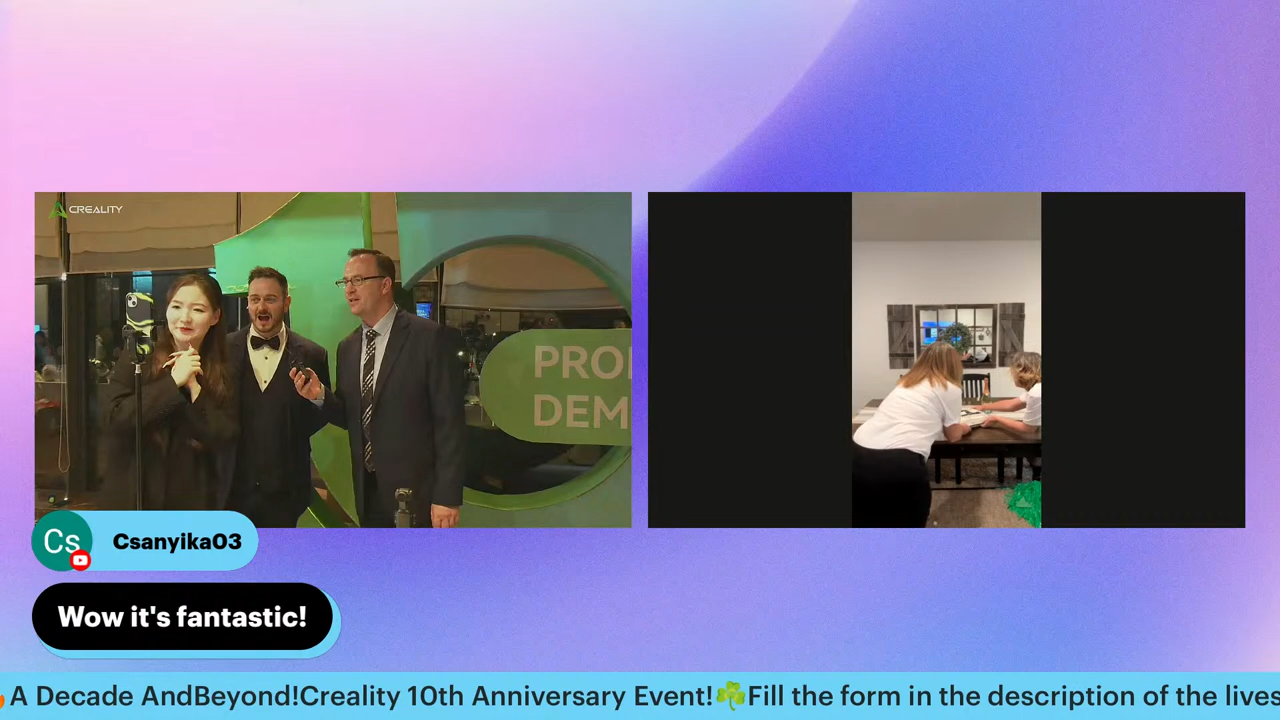 CREALITY
PRO
DEM
Cs
Csanyika03
Wow it's fantastic!
A Decade AndBeyond!Creality 10th Anniversary Event!☘️Fill the form in the description of the lives